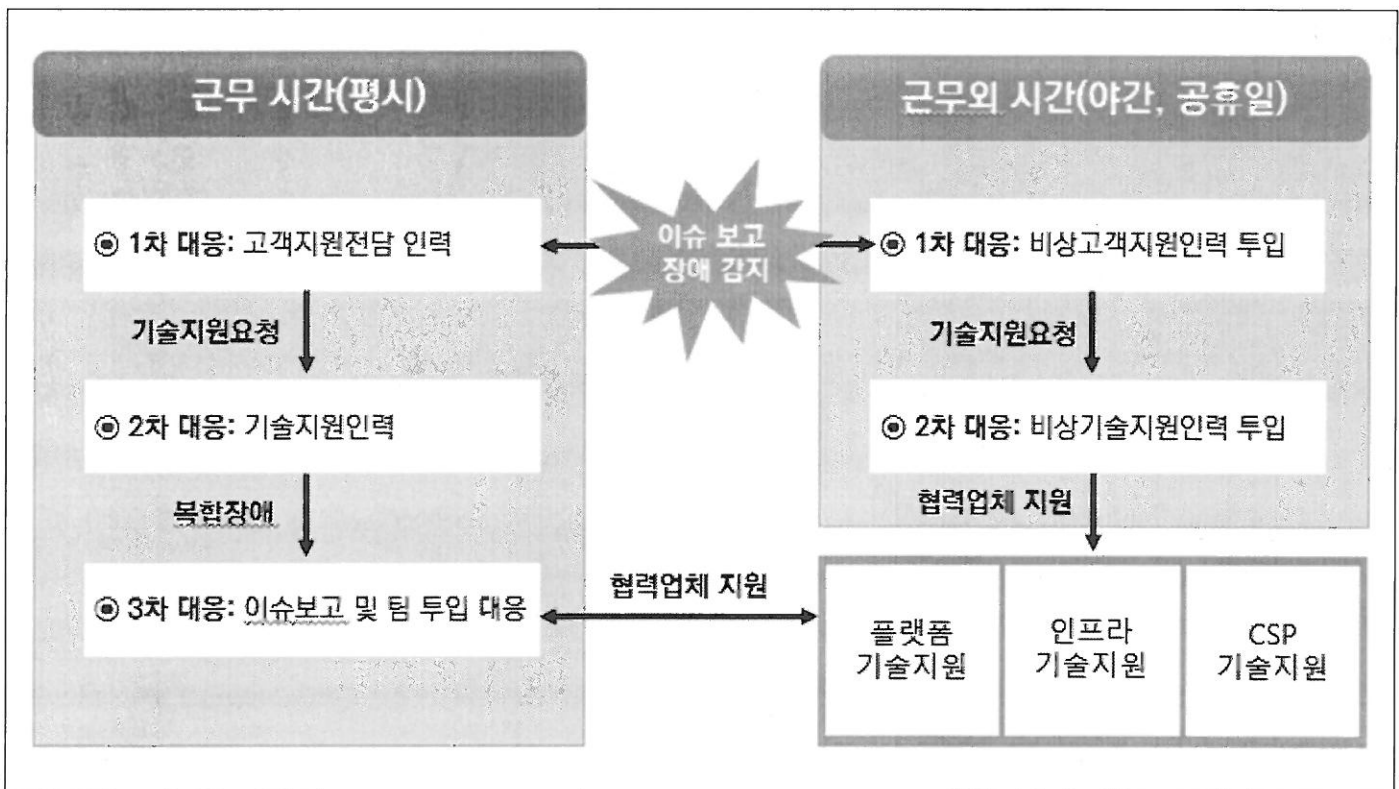 근무 시간(평시)
◉ 1차 대응: 고객지원전담 인력
기술지원요청
◉ 2차 대응: 기술지원인력
복합장애
◉ 3차 대응: 이슈보고 및 팀 투입 대응
이슈 보고
장애 감지
근무외 시간(야간, 공휴일)
◉ 1차 대응: 비상고객지원인력 투입
기술지원요청
◉ 2차 대응: 비상기술지원인력 투입
협력업체 지원
협력업체 지원
플랫폼
기술지원
인프라
기술지원
CSP
기술지원